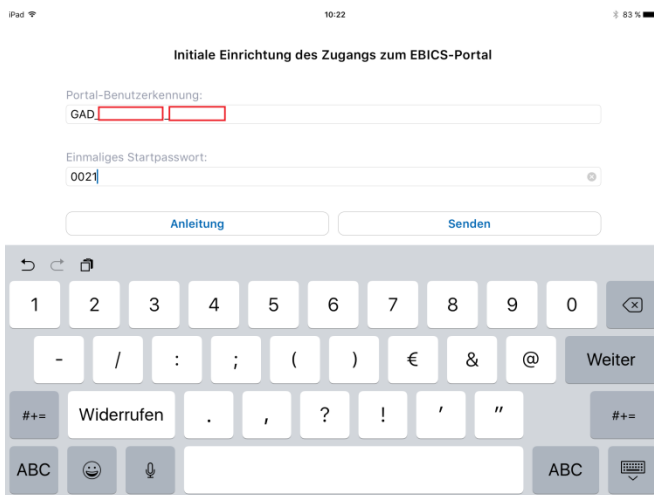 iPad 10:22 83 %
Initiale Einrichtung des Zugangs zum EBICS-Portal
Portal-Benutzerkennung:
GAD_ _
Einmaliges Startpasswort:
0021
Anleitung Senden
1 2 3 4 5 6 7 8 9 0
- / : ; ( ) € & @ Weiter
#+= Widerrufen . , ? ! ' " #+=
ABC ABC